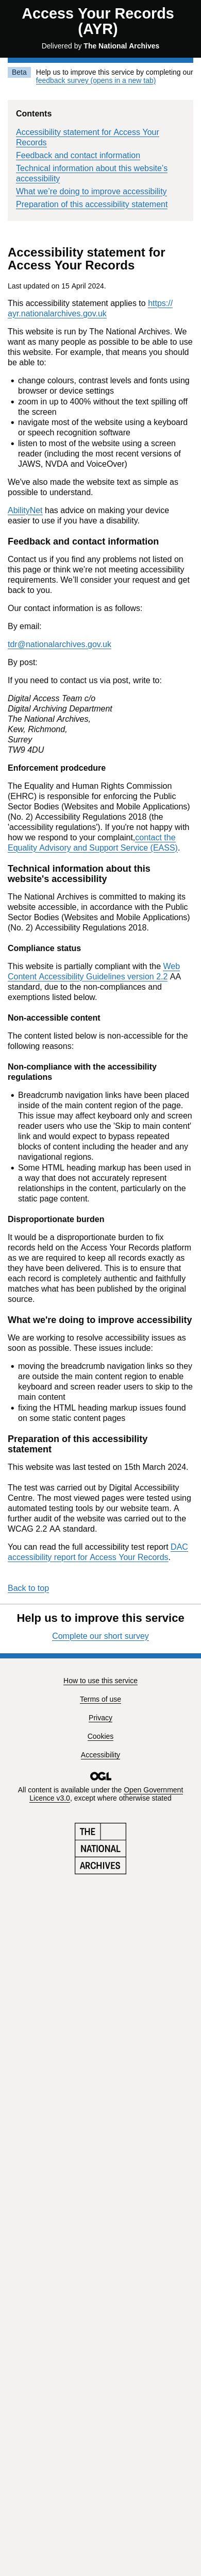 Access Your Records
(AYR)
Delivered by The National Archives
Beta
Help us to improve this service by completing our
feedback survey (opens in a new tab)
Contents
Accessibility statement for Access Your
Records
Feedback and contact information
Technical information about this website's
accessibility
What we're doing to improve accessibility
Preparation of this accessibility statement
Accessibility statement for
Access Your Records
Last updated on 15 April 2024.
This accessibility statement applies to https://
ayr.nationalarchives.gov.uk
This website is run by The National Archives. We
want as many people as possible to be able to use
this website. For example, that means you should
be able to:
• change colours, contrast levels and fonts using
browser or device settings
• zoom in up to 400% without the text spilling off
the screen
• navigate most of the website using a keyboard
or speech recognition software
• listen to most of the website using a screen
reader (including the most recent versions of
JAWS, NVDA and VoiceOver)
We've also made the website text as simple as
possible to understand.
AbilityNet has advice on making your device
easier to use if you have a disability.
Feedback and contact information
Contact us if you find any problems not listed on
this page or think we're not meeting accessibility
requirements. We'll consider your request and get
back to you.
Our contact information is as follows:
By email:
tdr@nationalarchives.gov.uk
By post:
If you need to contact us via post, write to:
Digital Access Team c/o
Digital Archiving Department
The National Archives,
Kew, Richmond,
Surrey
TW9 4DU
Enforcement prodcedure
The Equality and Human Rights Commission
(EHRC) is responsible for enforcing the Public
Sector Bodies (Websites and Mobile Applications)
(No. 2) Accessibility Regulations 2018 (the
'accessibility regulations'). If you're not happy with
how we respond to your complaint,contact the
Equality Advisory and Support Service (EASS).
Technical information about this
website's accessibility
The National Archives is committed to making its
website accessible, in accordance with the Public
Sector Bodies (Websites and Mobile Applications)
(No. 2) Accessibility Regulations 2018.
Compliance status
This website is partially compliant with the Web
Content Accessibility Guidelines version 2.2 AA
standard, due to the non-compliances and
exemptions listed below.
Non-accessible content
The content listed below is non-accessible for the
following reasons:
Non-compliance with the accessibility
regulations
• Breadcrumb navigation links have been placed
inside of the main content region of the page.
This issue may affect keyboard only and screen
reader users who use the 'Skip to main content'
link and would expect to bypass repeated
blocks of content including the header and any
navigational regions.
• Some HTML heading markup has been used in
a way that does not accurately represent
relationships in the content, particularly on the
static page content.
Disproportionate burden
It would be a disproportionate burden to fix
records held on the Access Your Records platform
as we are required to keep all records exactly as
they have been delivered. This is to ensure that
each record is completely authentic and faithfully
matches what has been published by the original
source.
What we're doing to improve accessibility
We are working to resolve accessibility issues as
soon as possible. These issues include:
• moving the breadcrumb navigation links so they
are outside the main content region to enable
keyboard and screen reader users to skip to the
main content
• fixing the HTML heading markup issues found
on some static content pages
Preparation of this accessibility
statement
This website was last tested on 15th March 2024.
The test was carried out by Digital Accessibility
Centre. The most viewed pages were tested using
automated testing tools by our website team. A
further audit of the website was carried out to the
WCAG 2.2 AA standard.
You can read the full accessibility test report DAC
accessibility report for Access Your Records.
Back to top
Help us to improve this service
Complete our short survey
How to use this service
Terms of use
Privacy
Cookies
Accessibility
OGL
All content is available under the Open Government
Licence v3.0, except where otherwise stated
THE
NATIONAL
ARCHIVES